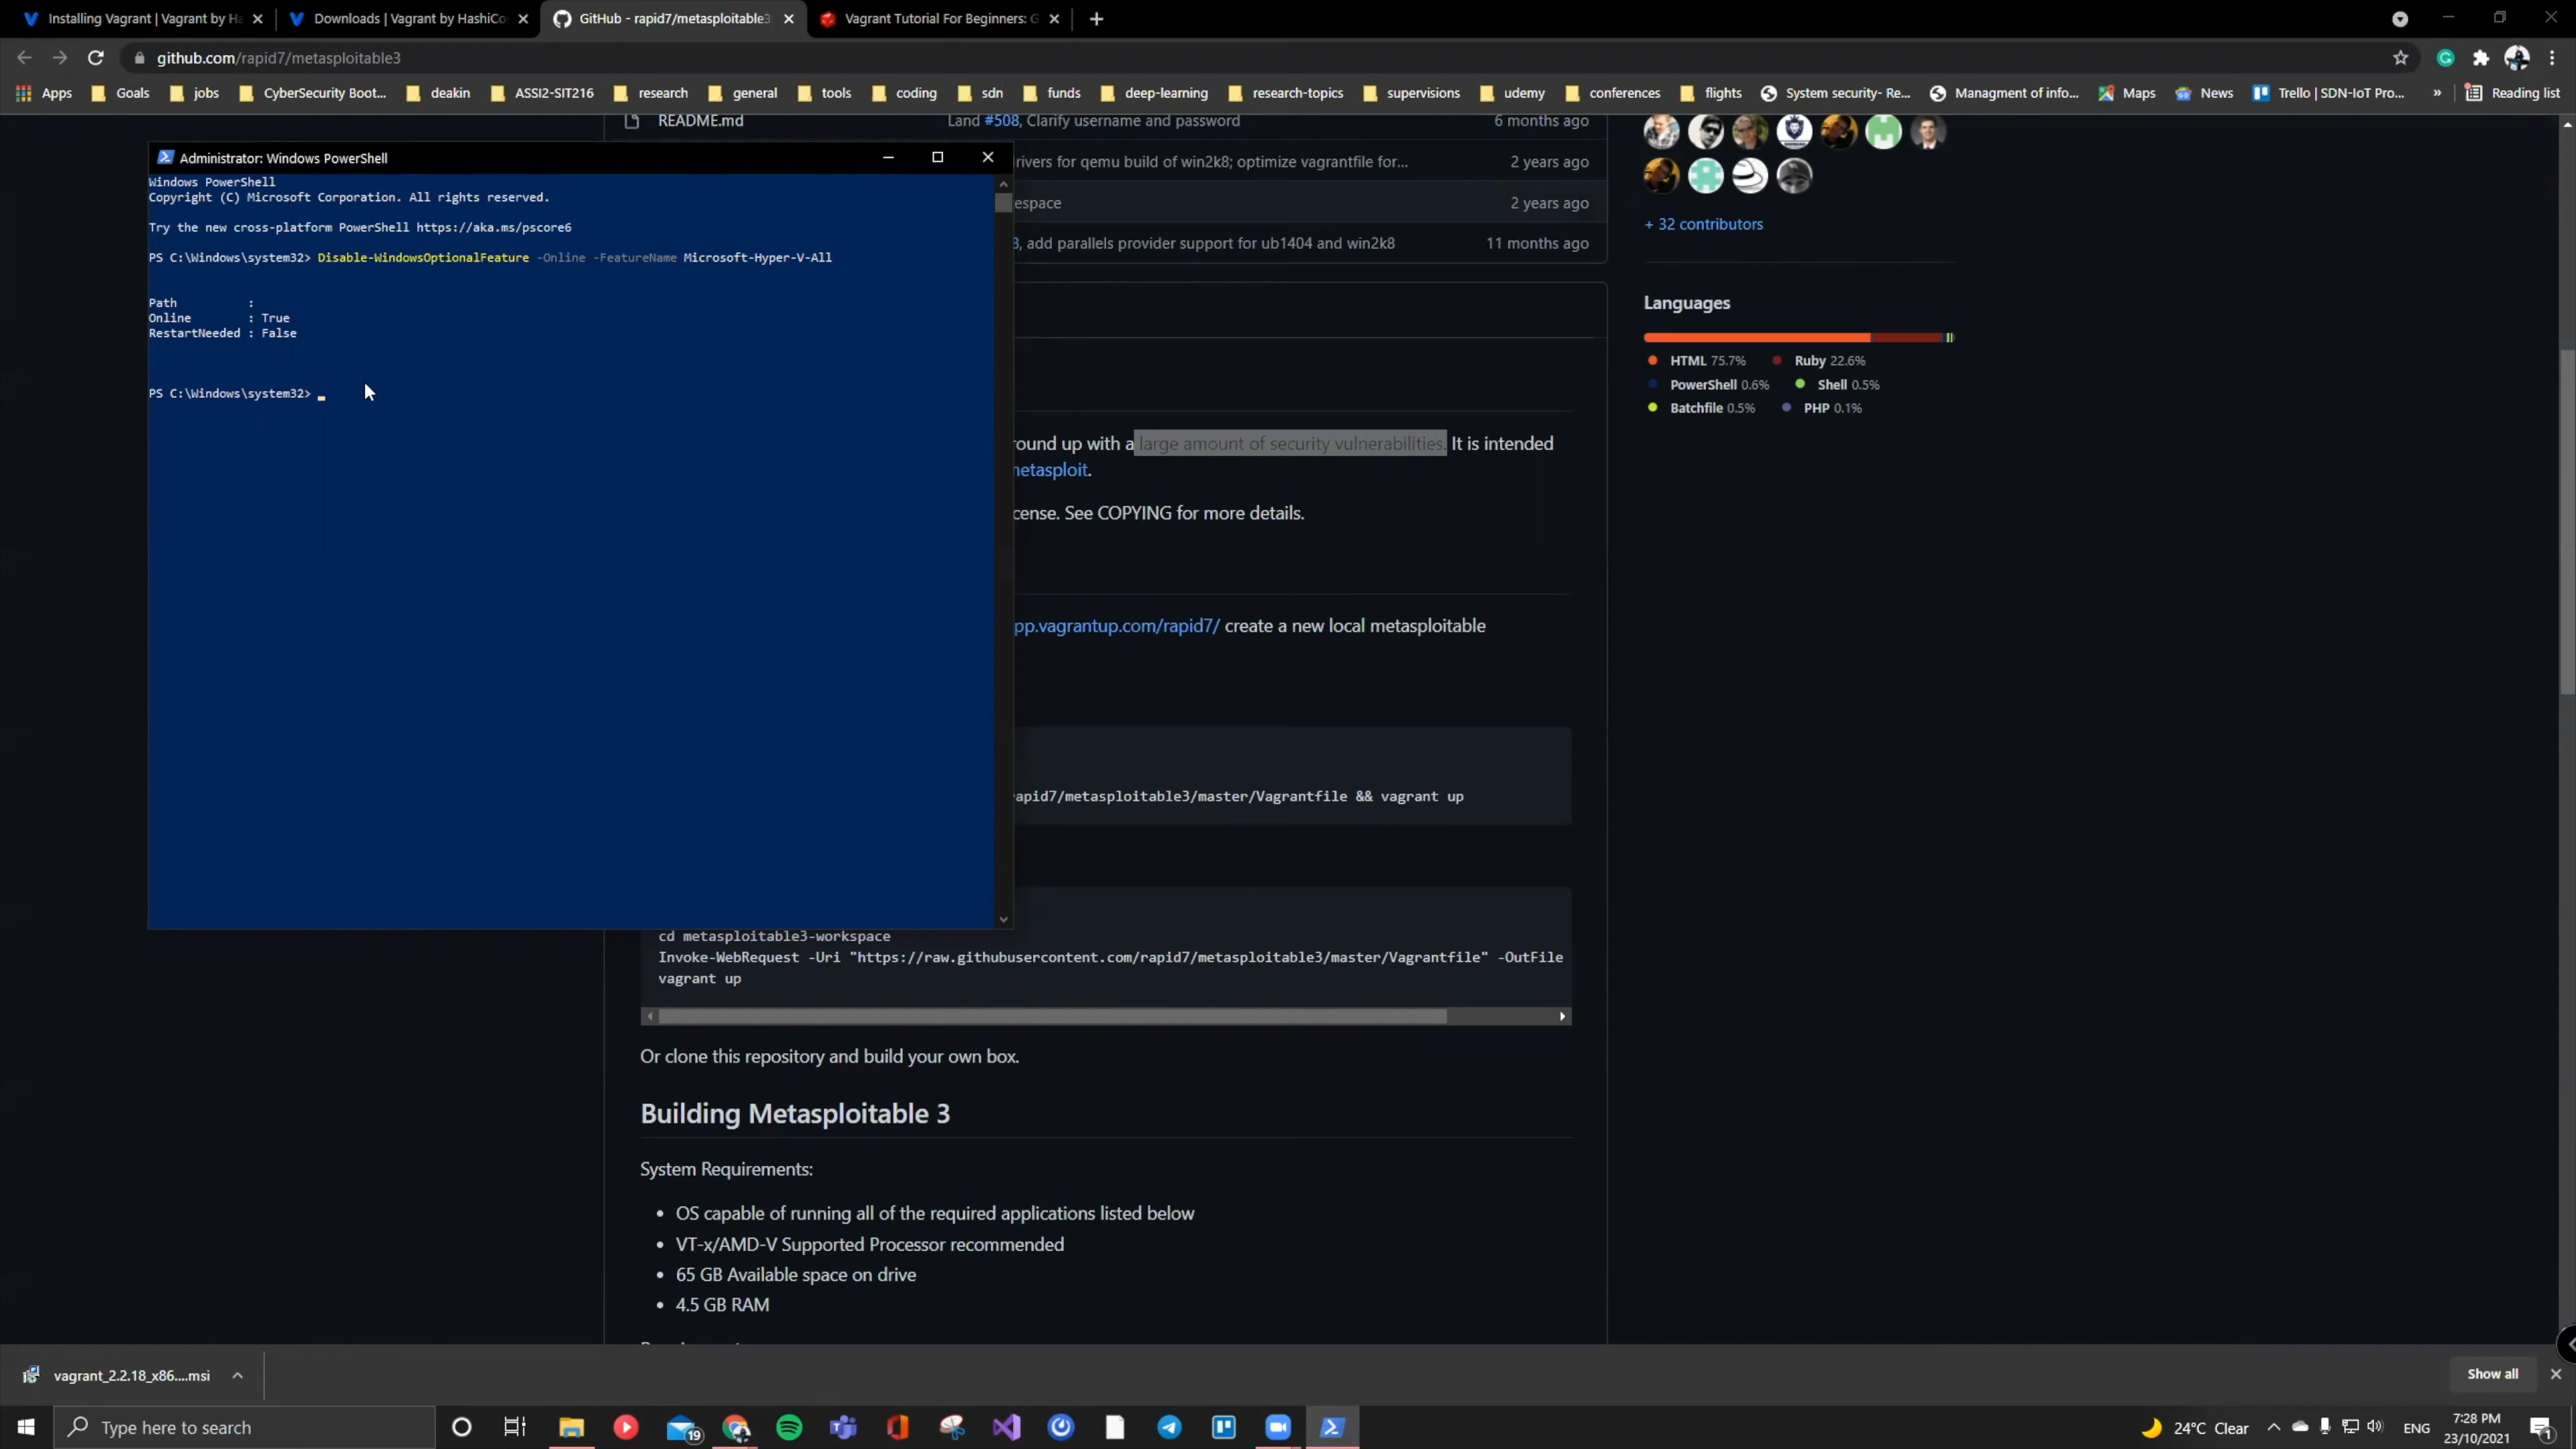 Installing Vagrant | Vagrant by Ha
Downloads | Vagrant by HashiCo
GitHub - rapid7/metasploitable3
Vagrant Tutorial For Beginners: G
github.com/rapid7/metasploitable3
Apps
Goals
jobs
CyberSecurity Boot...
deakin
ASSI2-SIT216
research
general
tools
coding
sdn
funds
deep-learning
research-topics
supervisions
udemy
conferences
flights
System security- Re...
Managment of info...
Maps
News
Trello | SDN-IoT Pro...
»
Reading list
README.md
Land #508, Clarify username and password
6 months ago
rivers for qemu build of win2k8; optimize vagrantfile for...
2 years ago
espace
2 years ago
, add parallels provider support for ub1404 and win2k8
11 months ago
Administrator: Windows PowerShell
Windows PowerShell
Copyright (C) Microsoft Corporation. All rights reserved.
Try the new cross-platform PowerShell https://aka.ms/pscore6
PS C:\Windows\system32> Disable-WindowsOptionalFeature -Online -FeatureName Microsoft-Hyper-V-All
Path :
Online : True
RestartNeeded : False
PS C:\Windows\system32>
+ 32 contributors
Languages
HTML 75.7%
Ruby 22.6%
PowerShell 0.6%
Shell 0.5%
Batchfile 0.5%
PHP 0.1%
round up with a large amount of security vulnerabilities. It is intended
metasploit.
cense. See COPYING for more details.
pp.vagrantup.com/rapid7/ create a new local metasploitable
rapid7/metasploitable3/master/Vagrantfile && vagrant up
cd metasploitable3-workspace
Invoke-WebRequest -Uri "https://raw.githubusercontent.com/rapid7/metasploitable3/master/Vagrantfile" -OutFile
vagrant up
Or clone this repository and build your own box.
Building Metasploitable 3
System Requirements:
• OS capable of running all of the required applications listed below
• VT-x/AMD-V Supported Processor recommended
• 65 GB Available space on drive
• 4.5 GB RAM
vagrant_2.2.18_x86....msi
Show all
Type here to search
19
24°C Clear
ENG
7:28 PM
23/10/2021
1